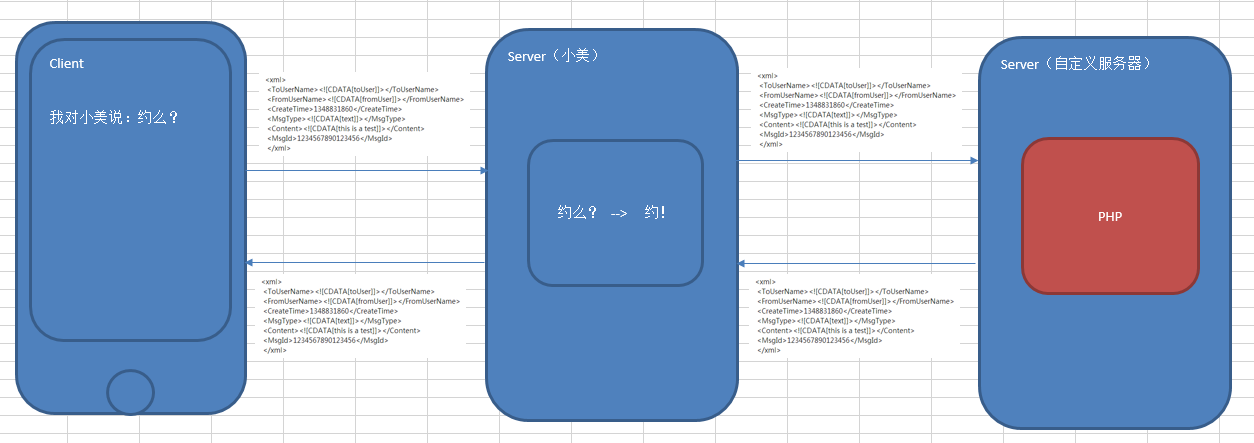 Client
我对小美说：约么？
<xml>
<ToUserName><![CDATA[toUser]]></ToUserName>
<FromUserName><![CDATA[fromUser]]></FromUserName>
<CreateTime>1348831860</CreateTime>
<MsgType><![CDATA[text]]></MsgType>
<Content><![CDATA[this is a test]]></Content>
<MsgId>1234567890123456</MsgId>
</xml>
<xml>
<ToUserName><![CDATA[toUser]]></ToUserName>
<FromUserName><![CDATA[fromUser]]></FromUserName>
<CreateTime>1348831860</CreateTime>
<MsgType><![CDATA[text]]></MsgType>
<Content><![CDATA[this is a test]]></Content>
<MsgId>1234567890123456</MsgId>
</xml>
Server（小美）
约么？ --> 约！
<xml>
<ToUserName><![CDATA[toUser]]></ToUserName>
<FromUserName><![CDATA[fromUser]]></FromUserName>
<CreateTime>1348831860</CreateTime>
<MsgType><![CDATA[text]]></MsgType>
<Content><![CDATA[this is a test]]></Content>
<MsgId>1234567890123456</MsgId>
</xml>
<xml>
<ToUserName><![CDATA[toUser]]></ToUserName>
<FromUserName><![CDATA[fromUser]]></FromUserName>
<CreateTime>1348831860</CreateTime>
<MsgType><![CDATA[text]]></MsgType>
<Content><![CDATA[this is a test]]></Content>
<MsgId>1234567890123456</MsgId>
</xml>
Server（自定义服务器）
PHP